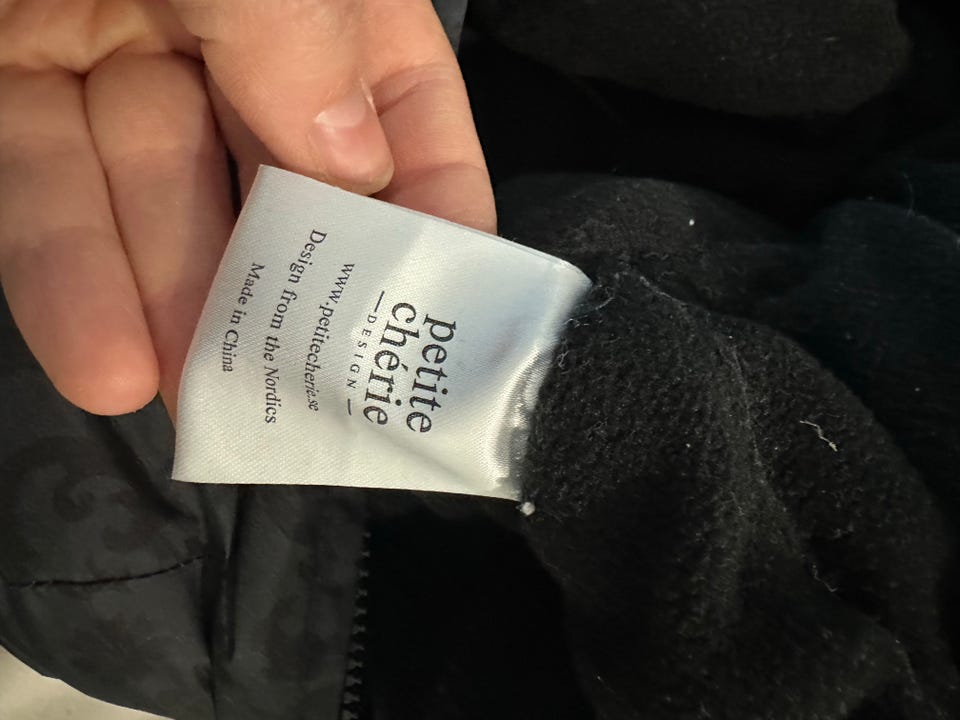 petite
chérie
—DESIGN—
www.petitecherie.se
Design from the Nordics
Made in China